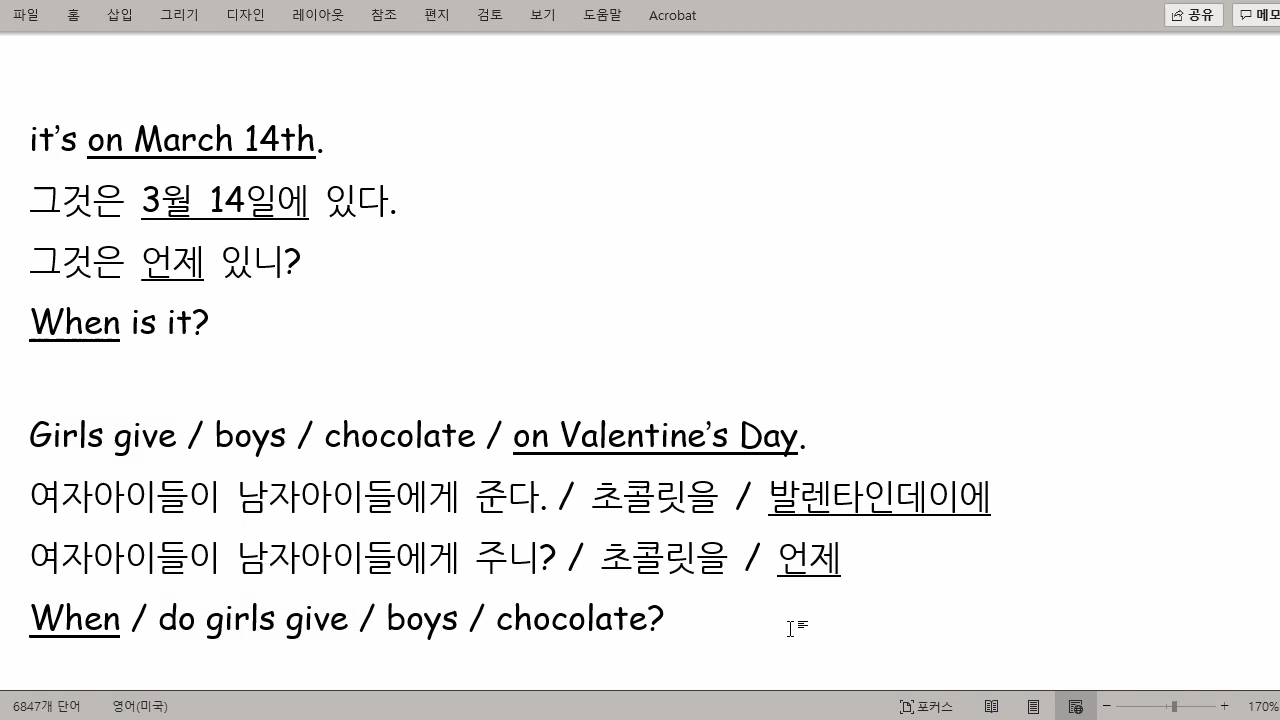 파일 홈 삽입 그리기 디자인 레이아웃 참조 편지 검토 보기 도움말 Acrobat 공유 메모
it's on March 14th.
그것은 3월 14일에 있다.
그것은 언제 있니?
When is it?
Girls give / boys / chocolate / on Valentine's Day.
여자아이들이 남자아이들에게 준다. / 초콜릿을 / 발렌타인데이에
여자아이들이 남자아이들에게 주니? / 초콜릿을 / 언제
When / do girls give / boys / chocolate?
6847개 단어 영어(미국) 포커스 170%